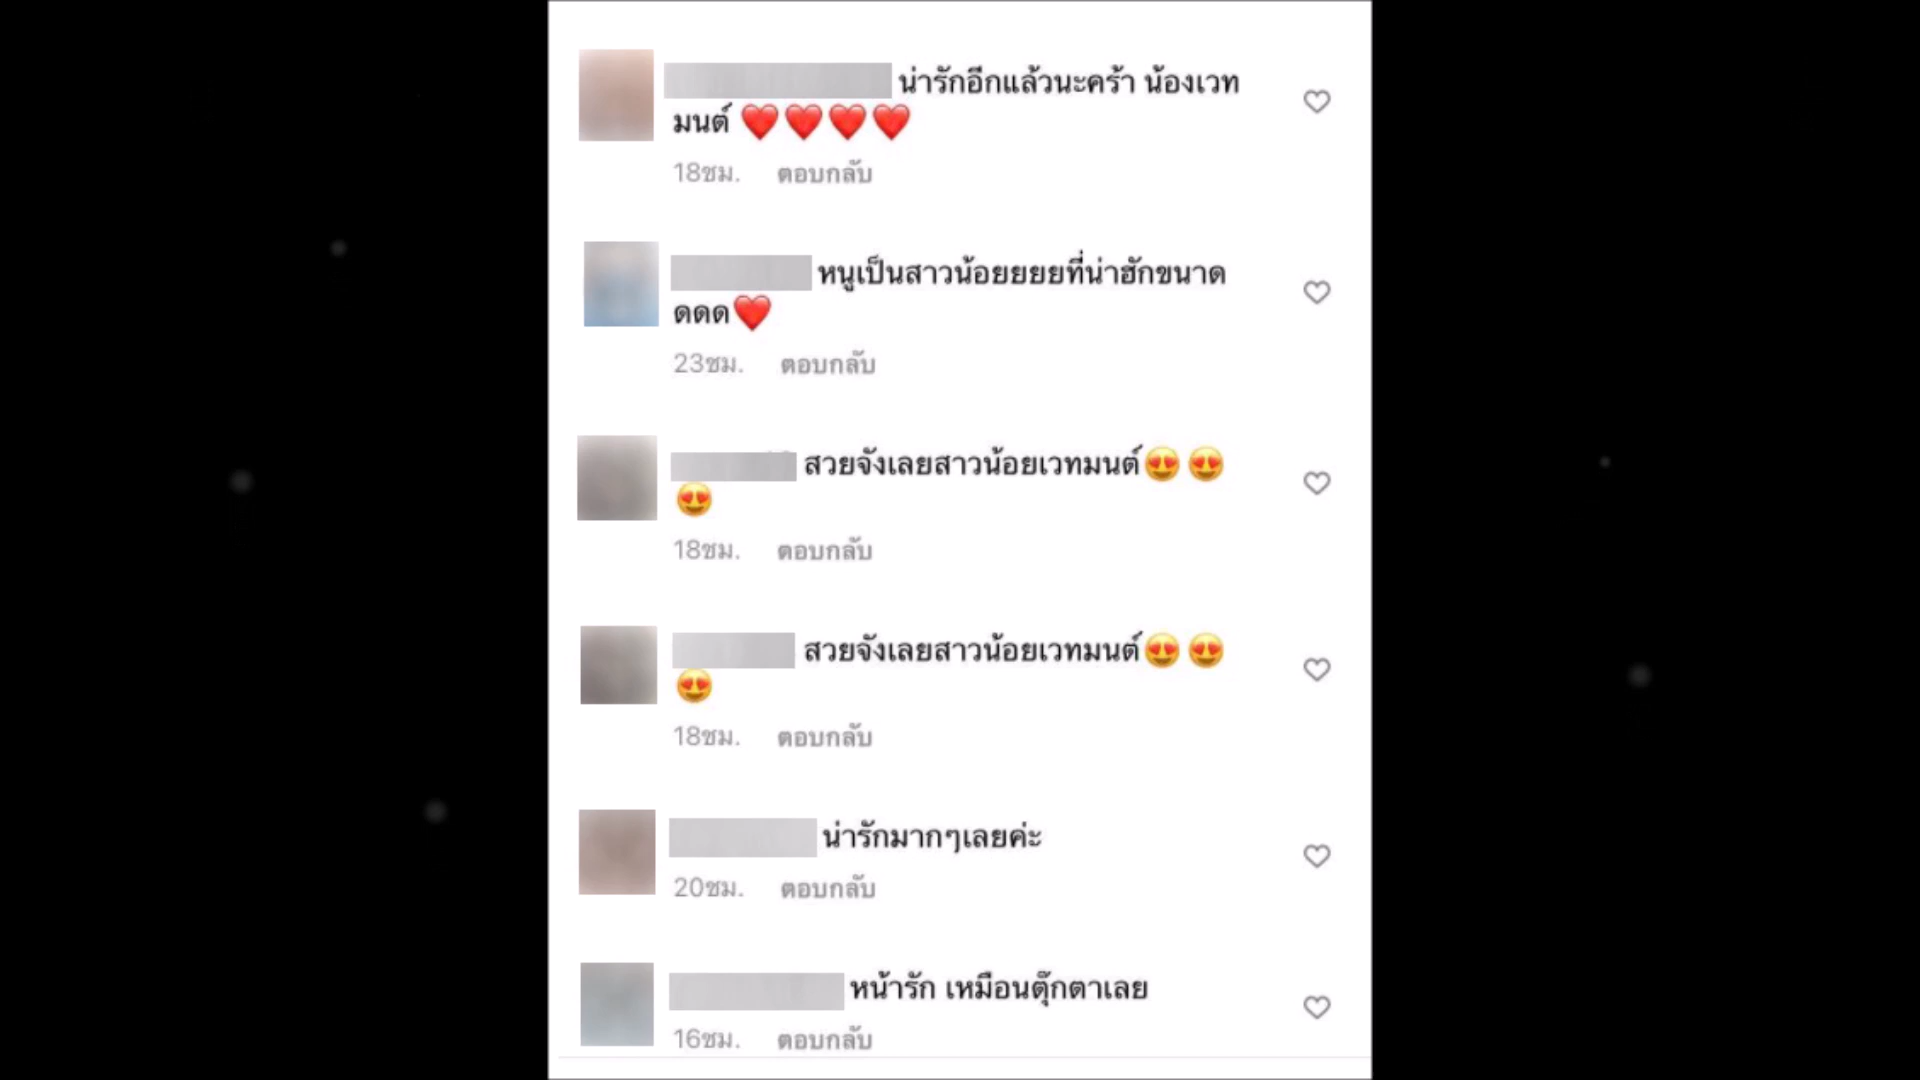 น่ารักอีกแล้วนะคร้า น้องเวท
มนต์ ❤️❤️❤️❤️
18ชม. ตอบกลับ
หนูเป็นสาวน้อยยยยที่น่าฮักขนาด
ดดด❤️
23ชม. ตอบกลับ
สวยจังเลยสาวน้อยเวทมนต์😍😍
😍
18ชม. ตอบกลับ
สวยจังเลยสาวน้อยเวทมนต์😍😍
😍
18ชม. ตอบกลับ
น่ารักมากๆเลยค่ะ
20ชม. ตอบกลับ
หน้ารัก เหมือนตุ๊กตาเลย
16ชม. ตอบกลับ